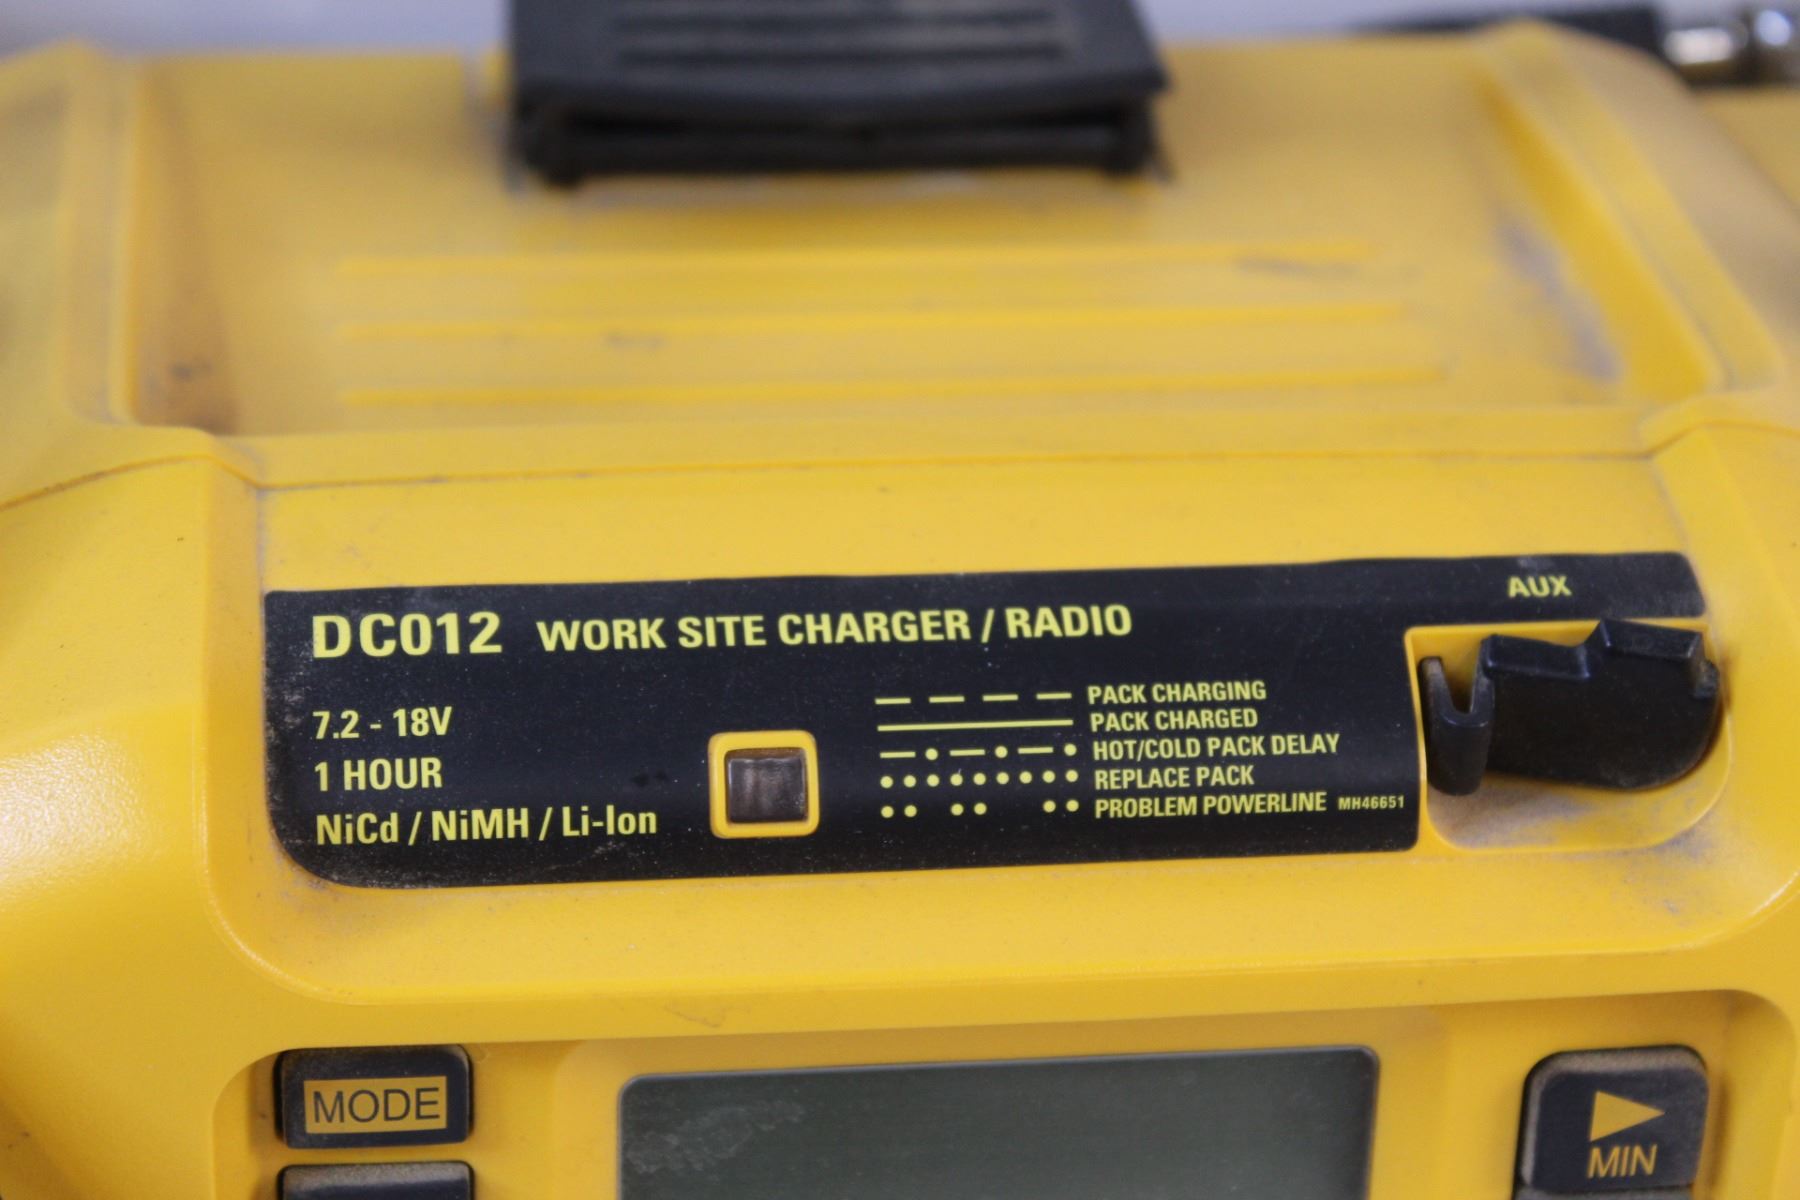 AUX
DC012 WORK SITE CHARGER / RADIO
7.2 - 18V
1 HOUR
NiCd / NiMH / Li-Ion
PACK CHARGING
PACK CHARGED
HOT/COLD PACK DELAY
REPLACE PACK
PROBLEM POWERLINE MH46651
MODE
MIN